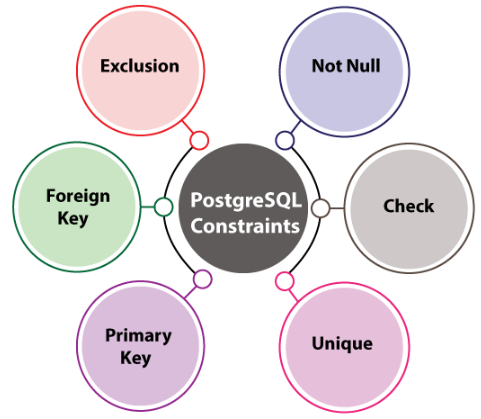 Exclusion
Not Null
Foreign
Key
PostgreSQL
Constraints
Check
Primary
Key
Unique